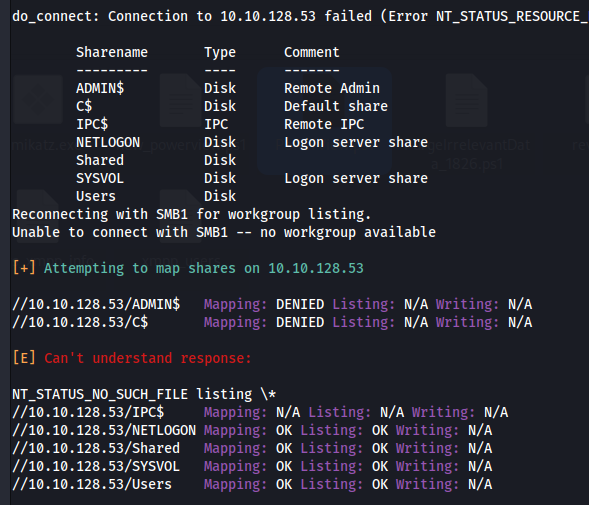 do_connect: Connection to 10.10.128.53 failed (Error NT_STATUS_RESOURCE_
Sharename Type Comment
--------- ---- -------
ADMIN$ Disk Remote Admin
C$ Disk Default share
IPC$ IPC Remote IPC
NETLOGON Disk Logon server share
Shared Disk
SYSVOL Disk Logon server share
Users Disk
Reconnecting with SMB1 for workgroup listing.
Unable to connect with SMB1 -- no workgroup available
[+] Attempting to map shares on 10.10.128.53
//10.10.128.53/ADMIN$ Mapping: DENIED Listing: N/A Writing: N/A
//10.10.128.53/C$ Mapping: DENIED Listing: N/A Writing: N/A
[E] Can't understand response:
NT_STATUS_NO_SUCH_FILE listing \*
//10.10.128.53/IPC$ Mapping: N/A Listing: N/A Writing: N/A
//10.10.128.53/NETLOGON Mapping: OK Listing: OK Writing: N/A
//10.10.128.53/Shared Mapping: OK Listing: OK Writing: N/A
//10.10.128.53/SYSVOL Mapping: OK Listing: OK Writing: N/A
//10.10.128.53/Users Mapping: OK Listing: OK Writing: N/A